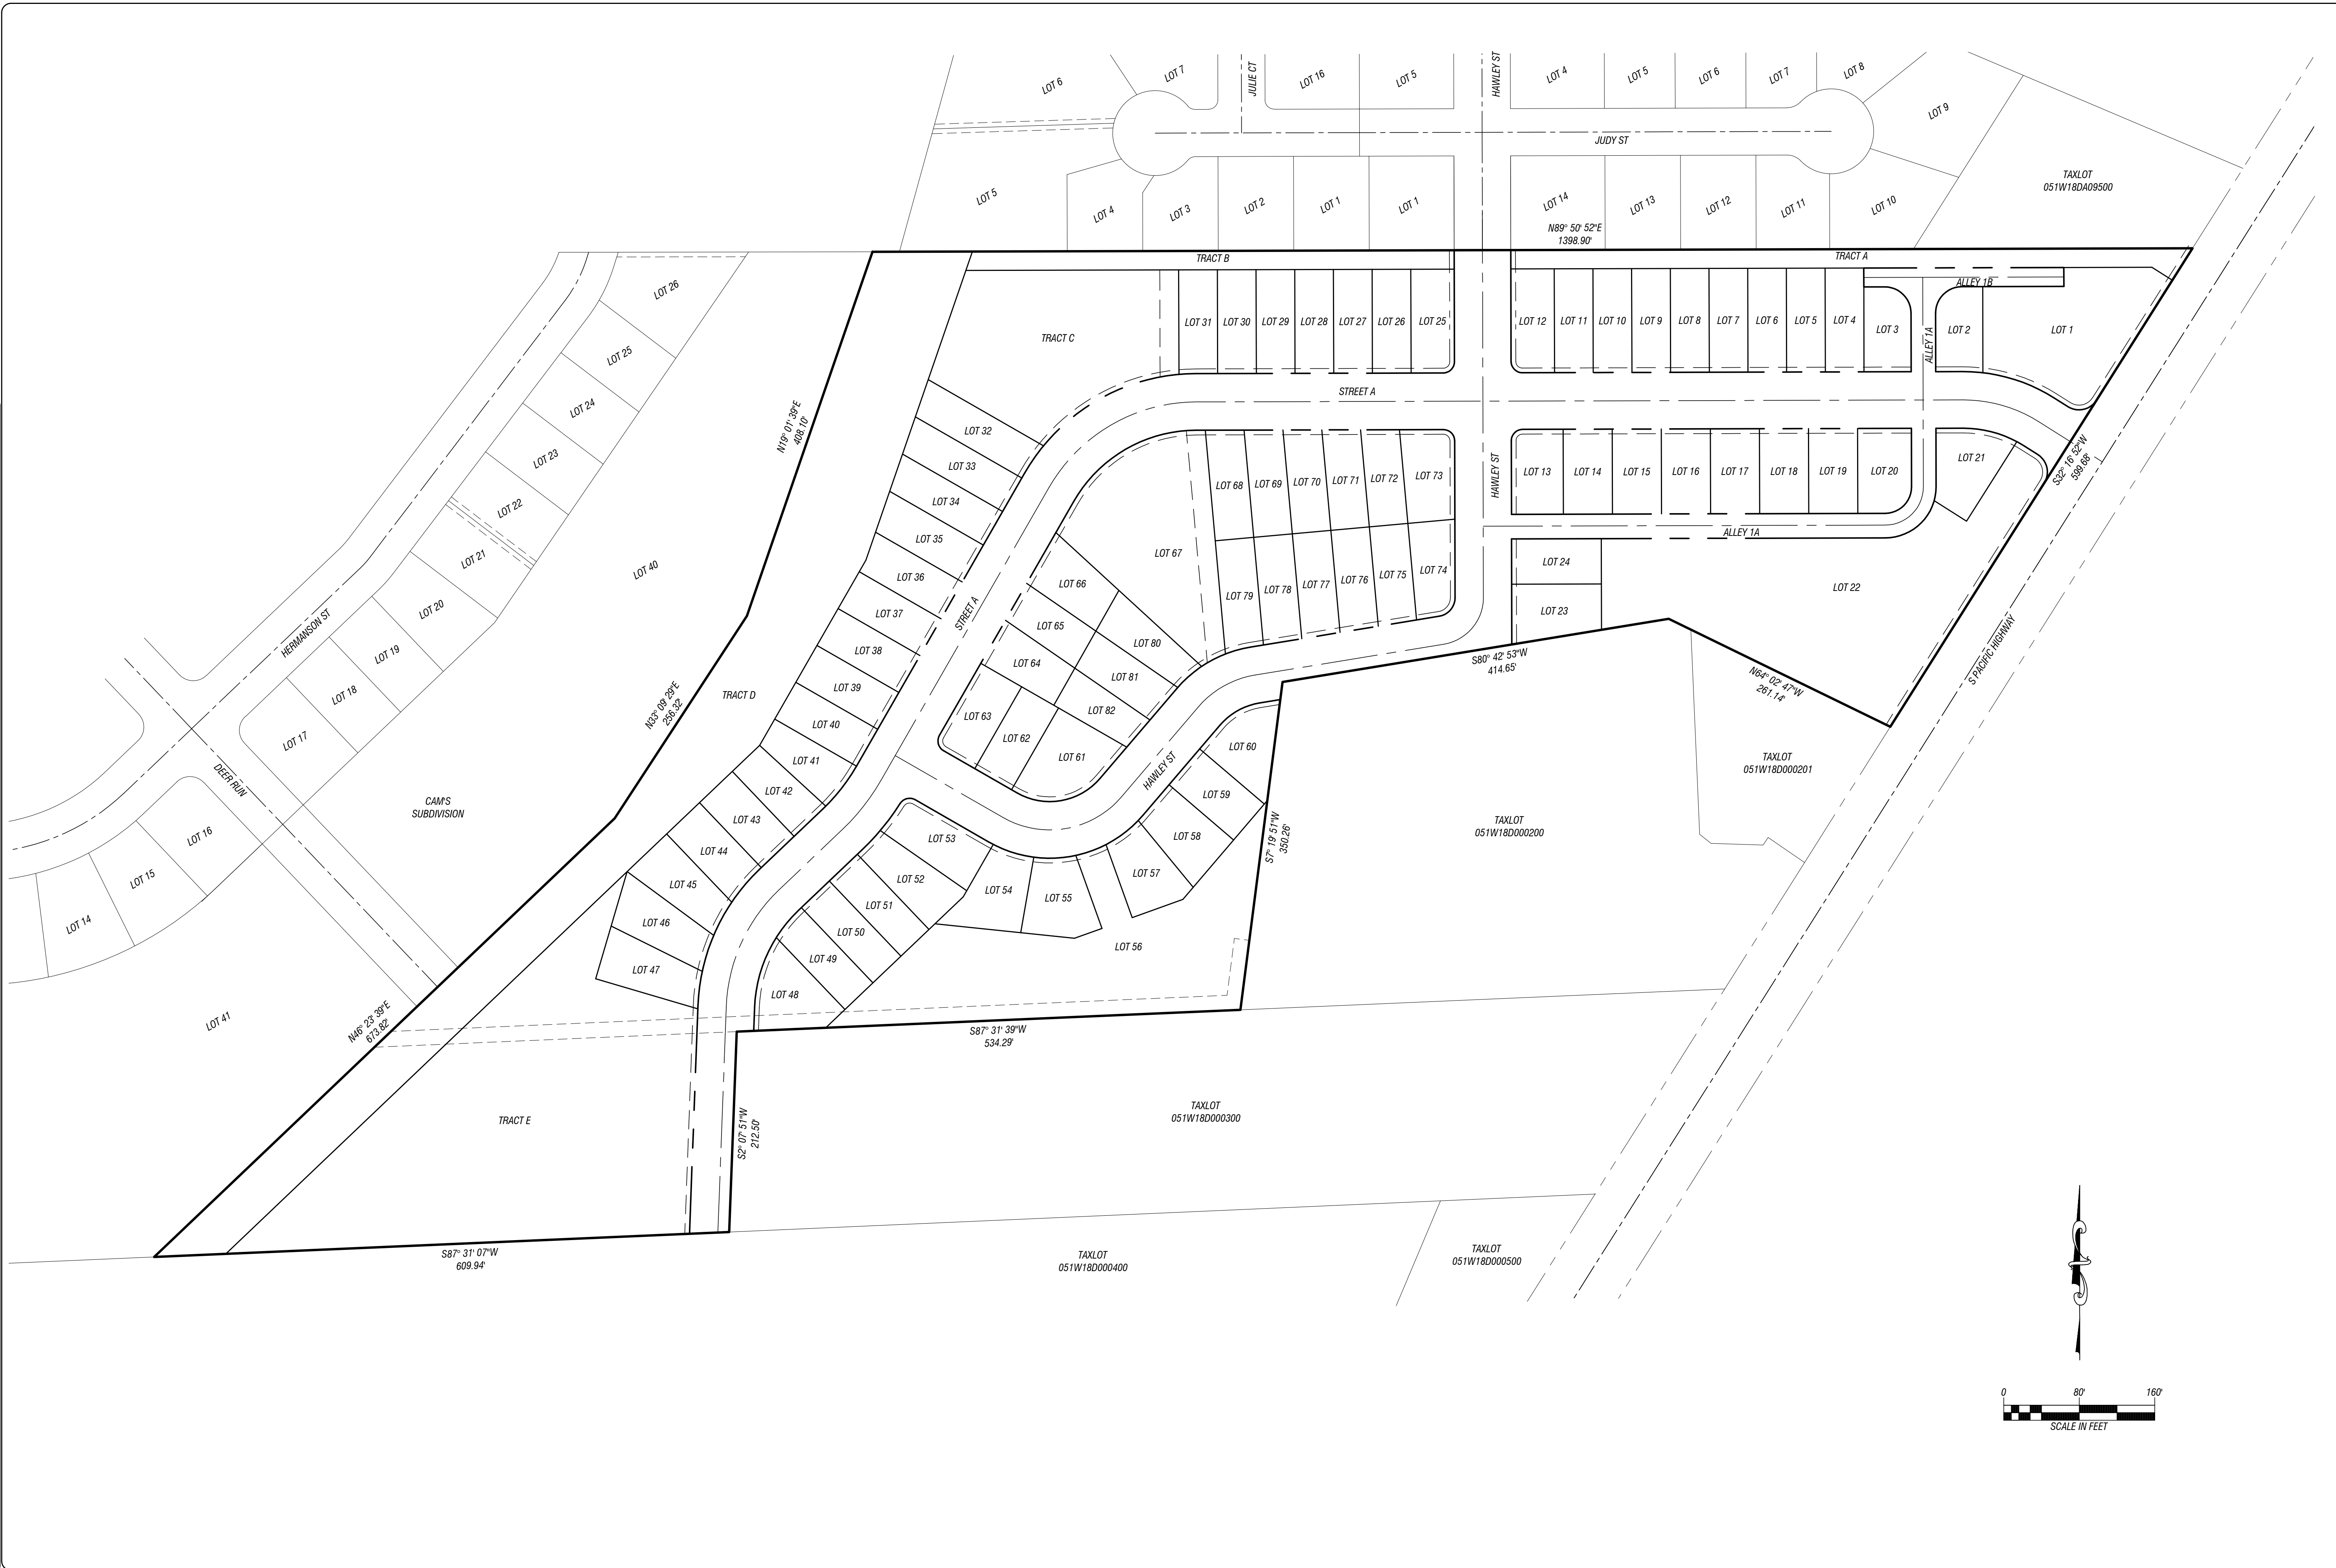 LOT 6
LOT 7
JULIE CT
LOT 16
LOT 5
HAWLEY ST
LOT 4
LOT 5
LOT 6
LOT 7
LOT 8
LOT 9
JUDY ST
TAXLOT
051W18DA09500
LOT 5
LOT 4
LOT 3
LOT 2
LOT 1
LOT 1
LOT 14
LOT 13
LOT 12
LOT 11
LOT 10
N89° 50' 52"E
1398.90'
TRACT B
TRACT A
ALLEY 1B
LOT 26
LOT 25
LOT 24
LOT 23
LOT 22
LOT 21
LOT 20
LOT 19
LOT 18
LOT 17
LOT 16
LOT 15
LOT 14
LOT 40
LOT 41
HERMANSON ST
DEER RUN
CAM'S
SUBDIVISION
N19° 01' 39"E
408.10'
N33° 09' 29"E
256.32'
N46° 23' 39"E
673.82'
TRACT C
LOT 31
LOT 30
LOT 29
LOT 28
LOT 27
LOT 26
LOT 25
LOT 12
LOT 11
LOT 10
LOT 9
LOT 8
LOT 7
LOT 6
LOT 5
LOT 4
LOT 3
ALLEY 1A
LOT 2
LOT 1
STREET A
LOT 32
LOT 33
LOT 34
LOT 35
LOT 36
LOT 37
LOT 38
LOT 39
LOT 40
LOT 41
LOT 42
LOT 43
LOT 44
LOT 45
LOT 46
LOT 47
STREET A
TRACT D
LOT 68
LOT 69
LOT 70
LOT 71
LOT 72
LOT 73
HAWLEY ST
LOT 13
LOT 14
LOT 15
LOT 16
LOT 17
LOT 18
LOT 19
LOT 20
LOT 21
S32° 16' 52"W
599.68'
ALLEY 1A
LOT 67
LOT 79
LOT 78
LOT 77
LOT 76
LOT 75
LOT 74
LOT 24
LOT 23
LOT 22
S PACIFIC HIGHWAY
LOT 66
LOT 65
LOT 64
LOT 63
LOT 62
LOT 61
LOT 80
LOT 81
LOT 82
S80° 42' 53"W
414.65'
N64° 02' 47"W
261.14'
HAWLEY ST
LOT 60
LOT 59
LOT 58
LOT 57
TAXLOT
051W18D000201
TAXLOT
051W18D000200
S7° 19' 51"W
350.26'
LOT 53
LOT 52
LOT 51
LOT 50
LOT 49
LOT 48
LOT 54
LOT 55
LOT 56
S87° 31' 39"W
534.29'
TRACT E
S2° 07' 51"W
212.50'
TAXLOT
051W18D000300
S87° 31' 07"W
609.94'
TAXLOT
051W18D000400
TAXLOT
051W18D000500
0 80' 160'
SCALE IN FEET